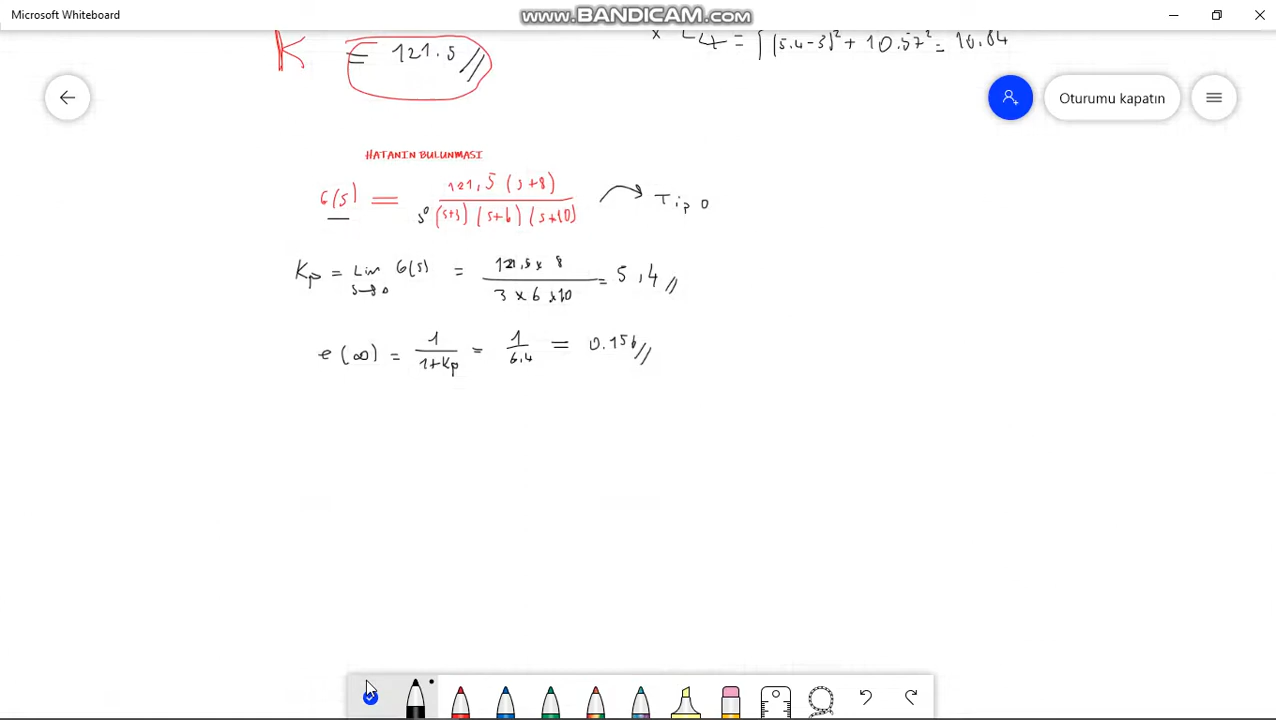 Microsoft Whiteboard
www.BANDICAM.com
K = 121.5 //
x L4 = √(5.4-3)² + 10.57² = 10.84
Oturumu kapatın
HATANIN BULUNMASI
G(s) = 121,5 (s+8) / s⁰ (s+3) (s+6) (s+10) → Tip 0
Kp = Lim s→0 G(s) = 121,5 x 8 / 3 x 6 x 10 = 5,4 //
e(∞) = 1 / 1+Kp = 1 / 6.4 = 0.156 //